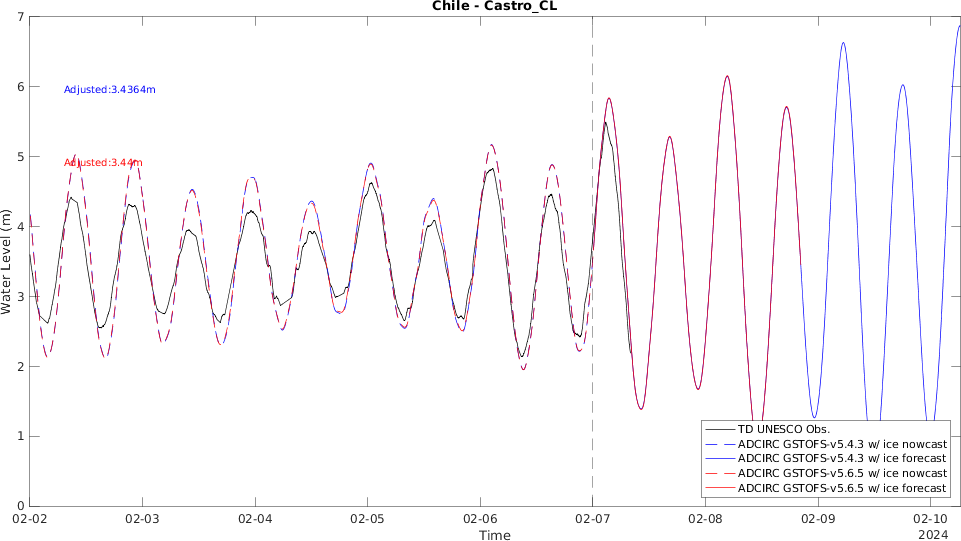 Chile - Castro_CL
7
6
5
4
3
2
1
0
Water Level (m)
Adjusted:3.4364m
Adjusted:3.44m
TD UNESCO Obs.
ADCIRC GSTOFS-v5.4.3 w/ ice nowcast
ADCIRC GSTOFS-v5.4.3 w/ ice forecast
ADCIRC GSTOFS-v5.6.5 w/ ice nowcast
ADCIRC GSTOFS-v5.6.5 w/ ice forecast
02-02 02-03 02-04 02-05 02-06 02-07 02-08 02-09 02-10
Time
2024